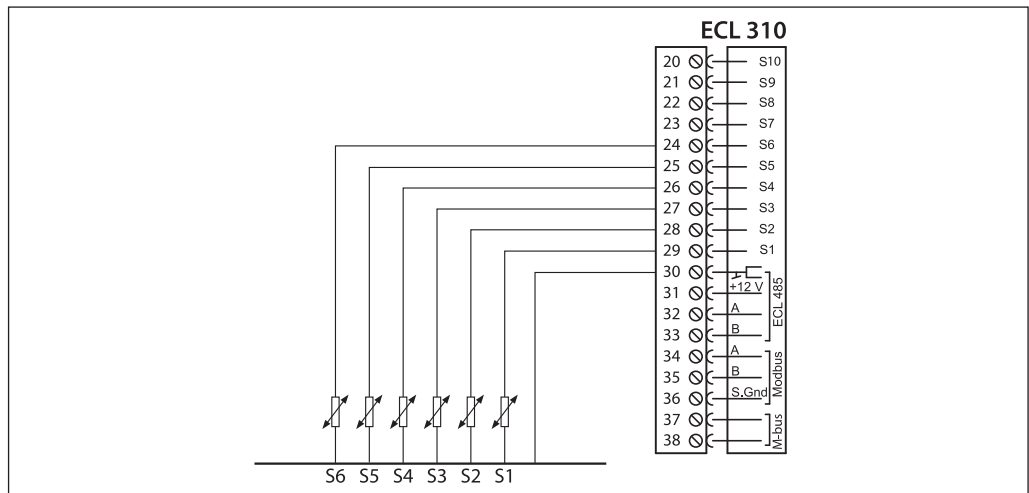 ECL 310
20 S10
21 S9
22 S8
23 S7
24 S6
25 S5
26 S4
27 S3
28 S2
29 S1
30
31 +12 V
32 A
33 B
ECL 485
34 A
35 B
36 S.Gnd
Modbus
37
38
M-bus
S6 S5 S4 S3 S2 S1